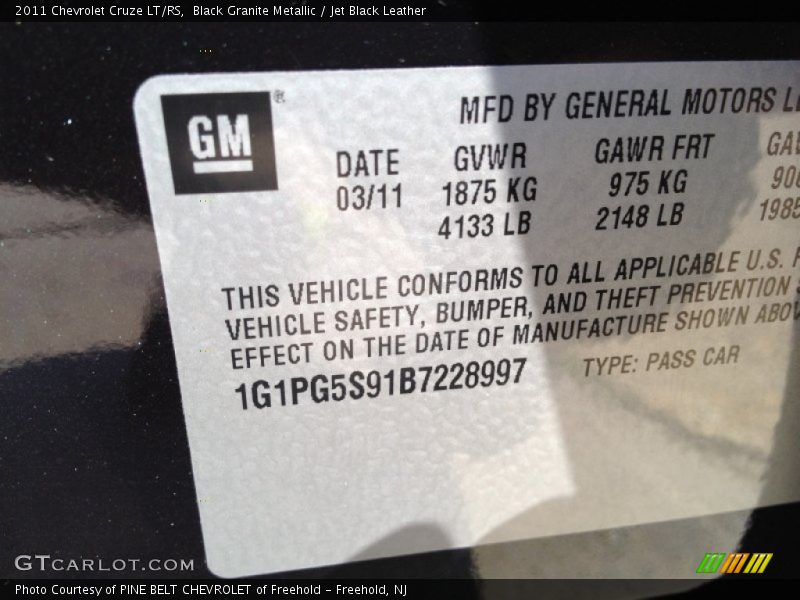 2011 Chevrolet Cruze LT/RS, Black Granite Metallic / Jet Black Leather
GM ®
MFD BY GENERAL MOTORS
DATE GVWR GAWR FRT
03/11 1875 KG 975 KG
4133 LB 2148 LB 1985
THIS VEHICLE CONFORMS TO ALL APPLICABLE U.S.
VEHICLE SAFETY, BUMPER, AND THEFT PREVENTION
EFFECT ON THE DATE OF MANUFACTURE SHOWN
1G1PG5S91B7228997 TYPE: PASS CAR
GTCARLOT.COM
Photo Courtesy of PINE BELT CHEVROLET of Freehold - Freehold, NJ